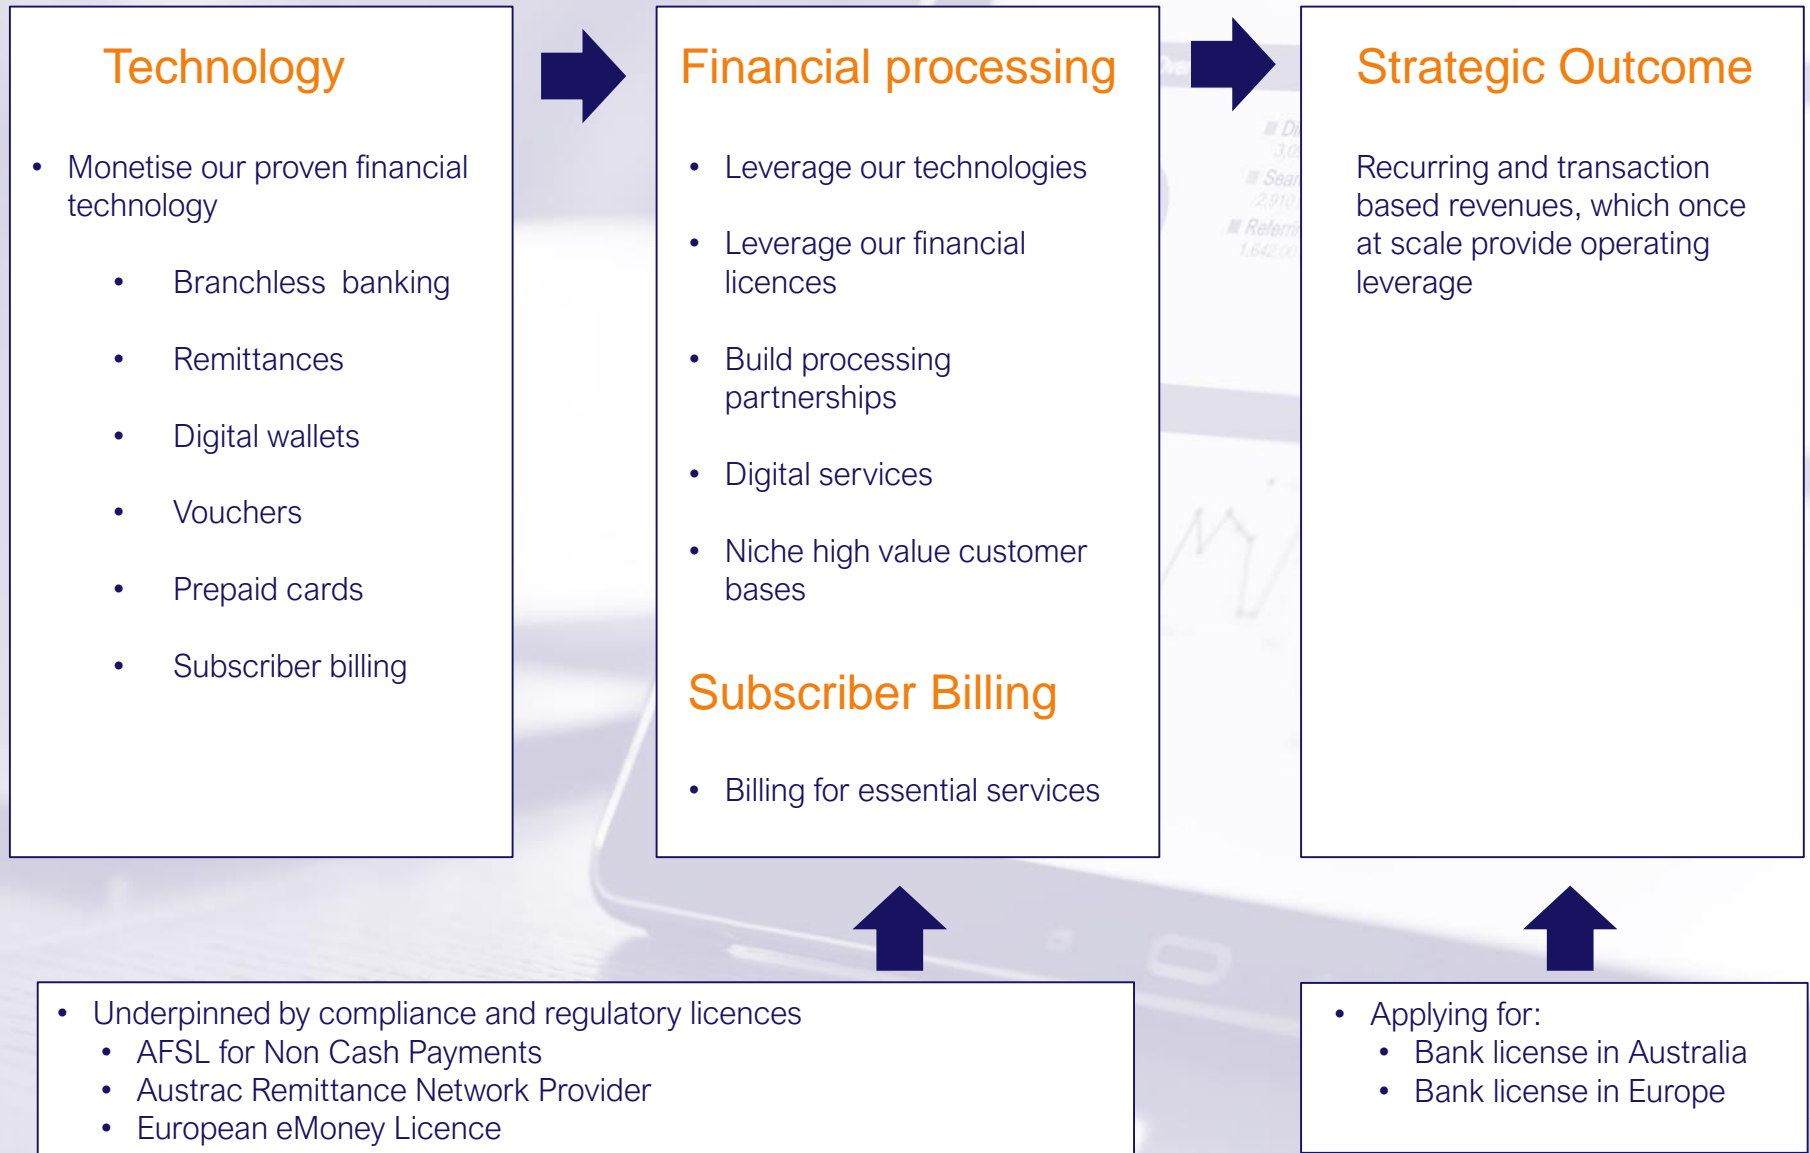 Technology
• Monetise our proven financial
technology
• Branchless  banking
• Remittances
• Digital wallets
• Vouchers
• Prepaid cards
• Subscriber billing
Financial processing
• Leverage our technologies
• Leverage our financial
licences
• Build processing
partnerships
• Digital services
• Niche high value customer
bases
Subscriber Billing
• Billing for essential services
Strategic Outcome
Recurring and transaction
based revenues, which once
at scale provide operating
leverage
• Underpinned by compliance and regulatory licences
• AFSL for Non Cash Payments
• Austrac Remittance Network Provider
• European eMoney Licence
• Applying for:
• Bank license in Australia
• Bank license in Europe